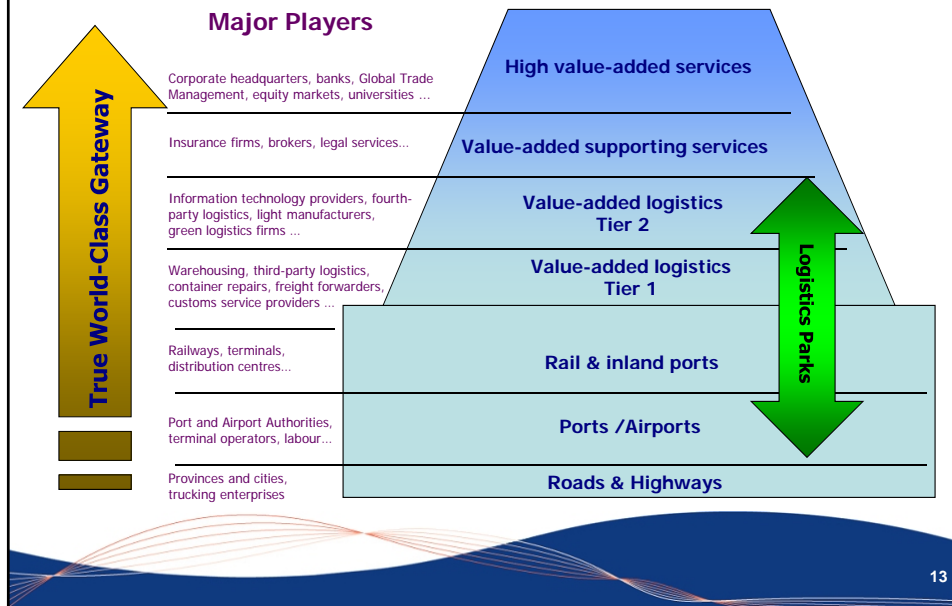 Major Players
True World-Class Gateway
Corporate headquarters, banks, Global Trade
Management, equity markets, universities ...
High value-added services
Insurance firms, brokers, legal services...
Value-added supporting services
Information technology providers, fourth-
party logistics, light manufacturers,
green logistics firms ...
Value-added logistics
Tier 2
Warehousing, third-party logistics,
container repairs, freight forwarders,
customs service providers ...
Value-added logistics
Tier 1
Logistics Parks
Railways, terminals,
distribution centres...
Rail & inland ports
Port and Airport Authorities,
terminal operators, labour...
Ports /Airports
Provinces and cities,
trucking enterprises
Roads & Highways
13